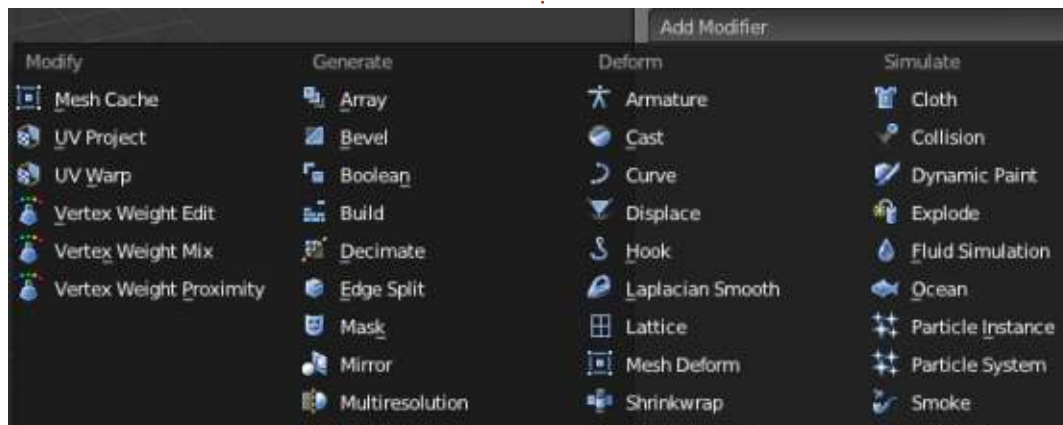 Add Modifier
Modify Generate Deform Simulate
Mesh Cache Array Armature Cloth
UV Project Bevel Cast Collision
UV Warp Boolean Curve Dynamic Paint
Vertex Weight Edit Build Displace Explode
Vertex Weight Mix Decimate Hook Fluid Simulation
Vertex Weight Proximity Edge Split Laplacian Smooth Ocean
Mask Lattice Particle Instance
Mirror Mesh Deform Particle System
Multiresolution Shrinkwrap Smoke